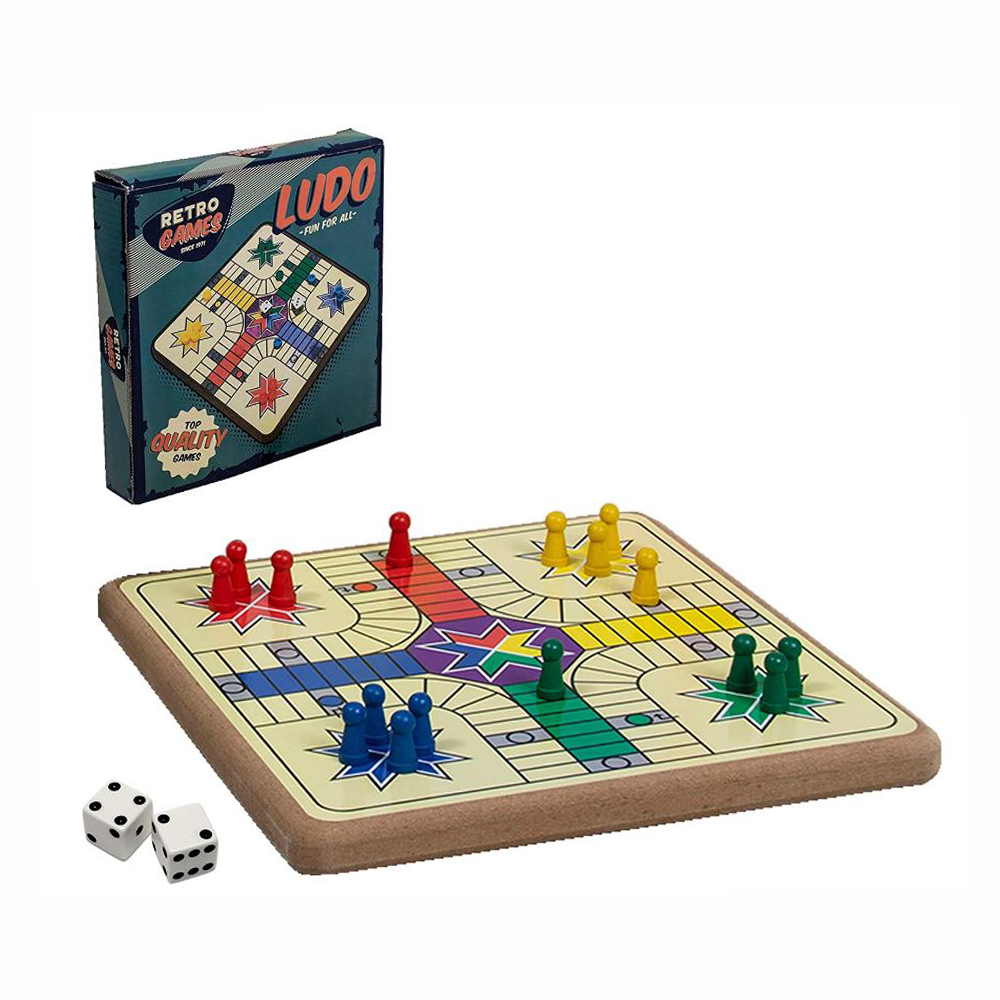 RETRO
GAMES
SINCE 1971
LUDO
-FUN FOR ALL-
TOP
QUALITY
GAMES
RETRO
GAMES